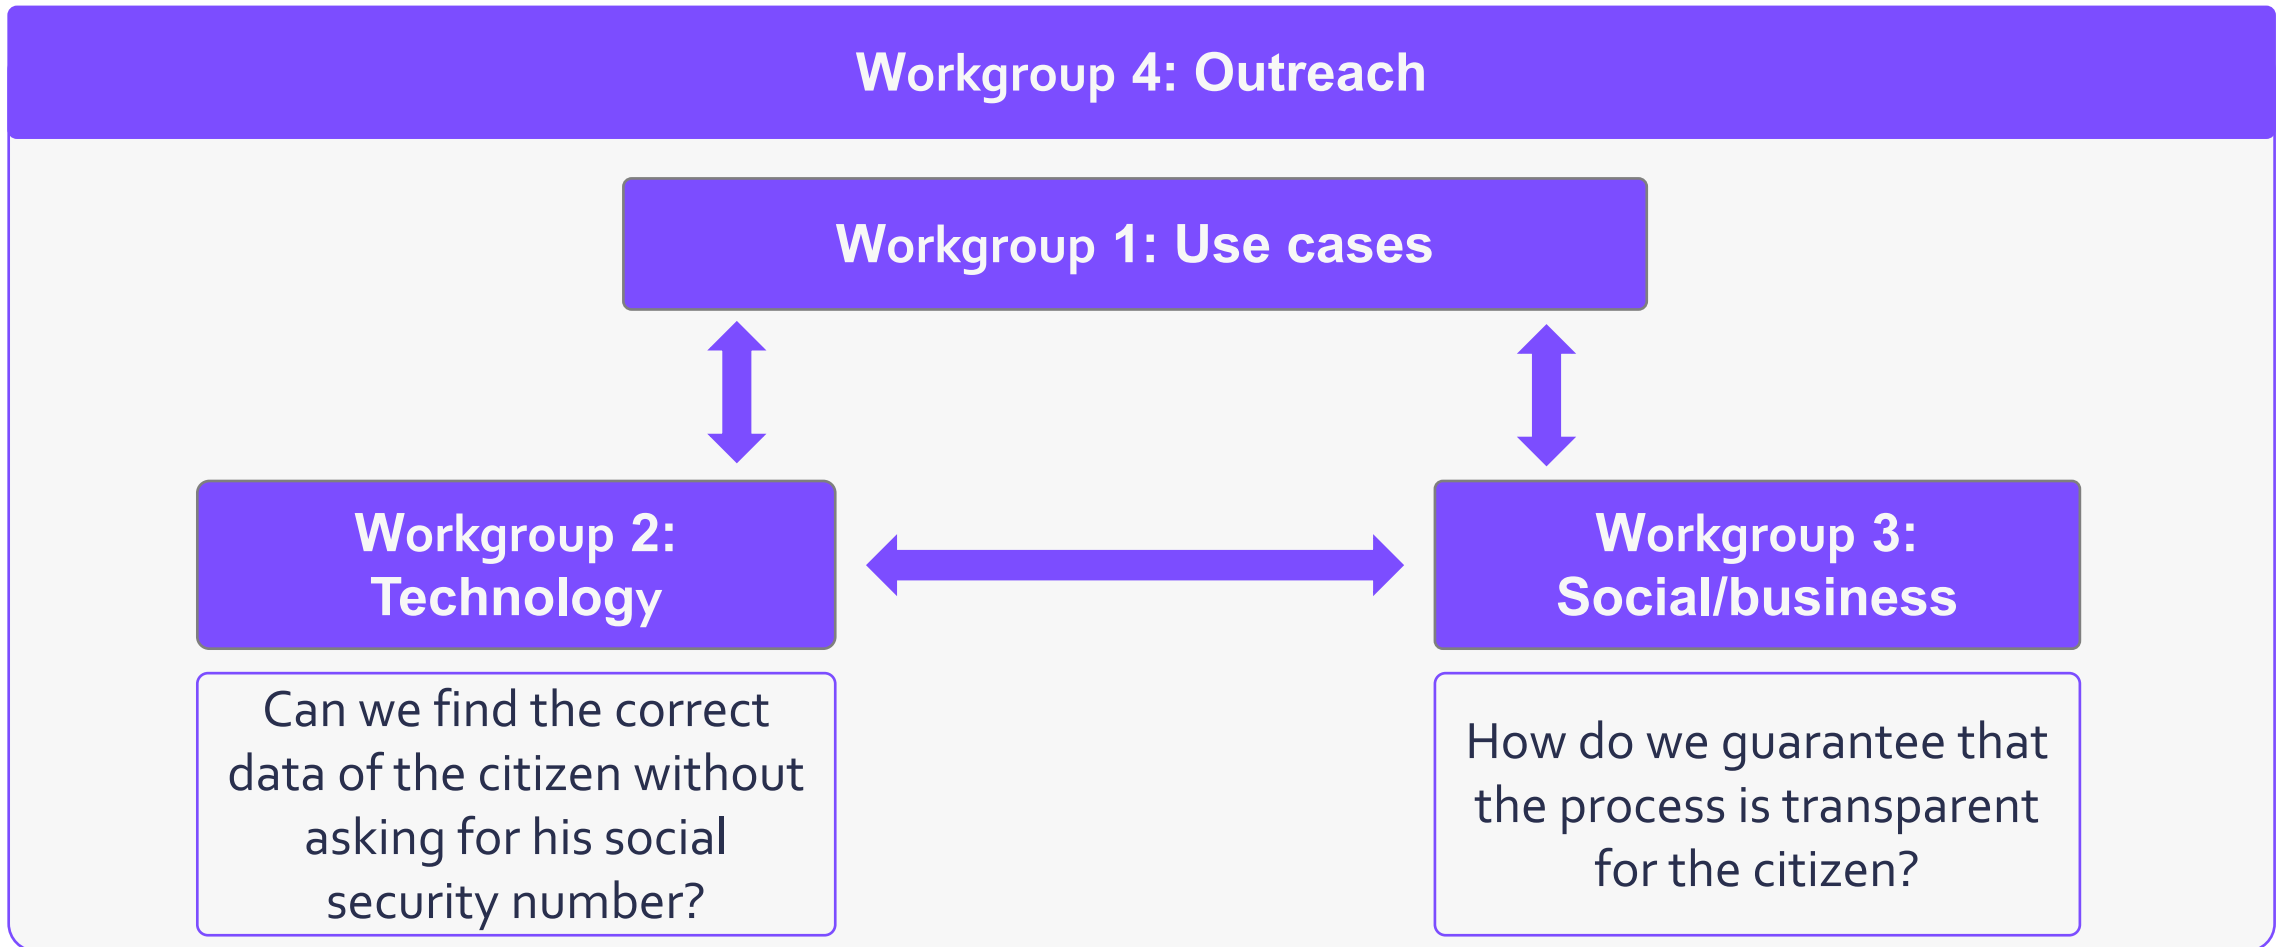 Workgroup 4: Outreach
Workgroup 1: Use cases
Workgroup 2:
Technology
Workgroup 3:
Social/business
Can we find the correct
data of the citizen without
asking for his social
security number?
How do we guarantee that
the process is transparent
for the citizen?